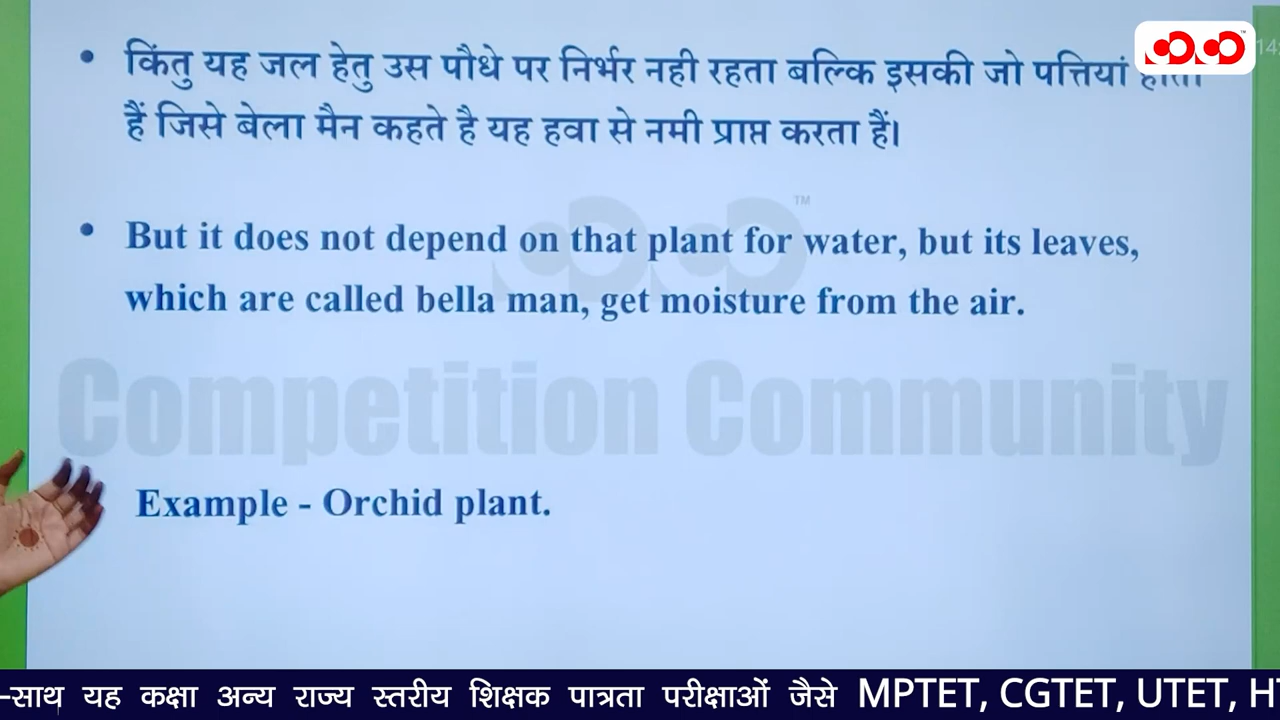 • किंतु यह जल हेतु उस पौधे पर निर्भर नही रहता बल्कि इसकी जो पत्तियां
हैं जिसे बेला मैन कहते है यह हवा से नमी प्राप्त करता हैं।
• But it does not depend on that plant for water, but its leaves,
which are called bella man, get moisture from the air.
Competition Community
Example - Orchid plant.
-साथ यह कक्षा अन्य राज्य स्तरीय शिक्षक पात्रता परीक्षाओं जैसे MPTET, CGTET, UTET,